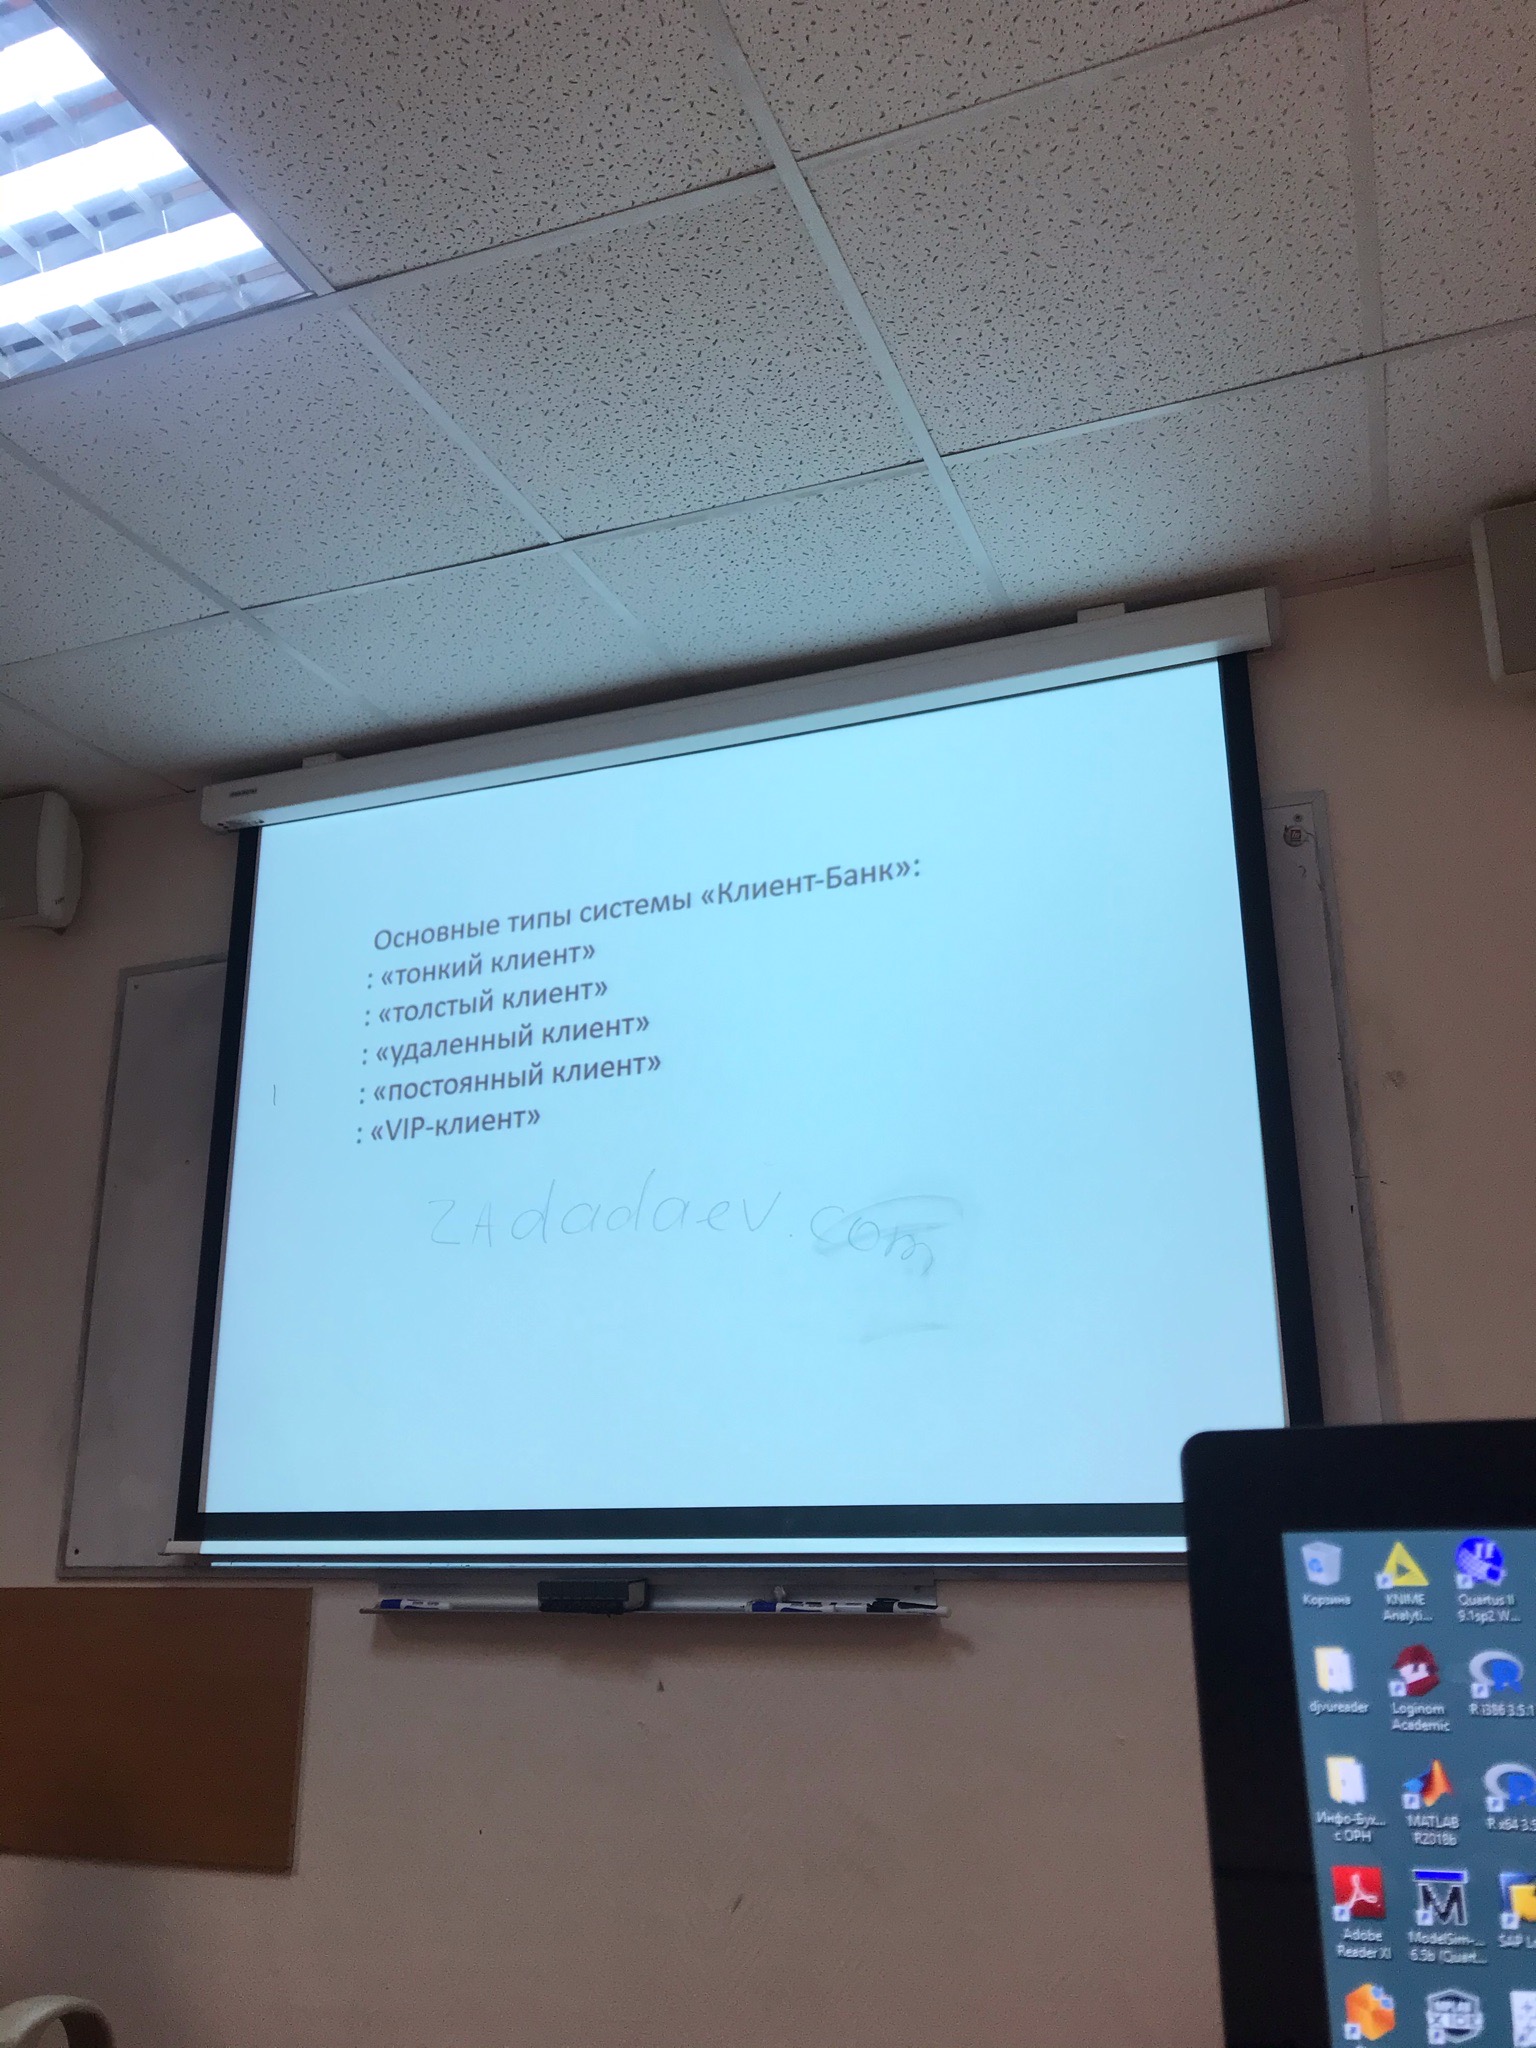 Основные типы системы «Клиент-Банк»:
: «тонкий клиент»
: «толстый клиент»
: «удаленный клиент»
: «постоянный клиент»
: «VIP-клиент»
ZAdadaev.com
Корзина
KNIME Analyti...
Quartus II 9.1sp2 W...
djvureader
Loginom Academic
R i386 3.5.1
Инфо-Бух... с ОРН
MATLAB R2018b
R x64 3.5
Adobe Reader XI
ModelSim-... 6.5b (Quart...
SAP Lo